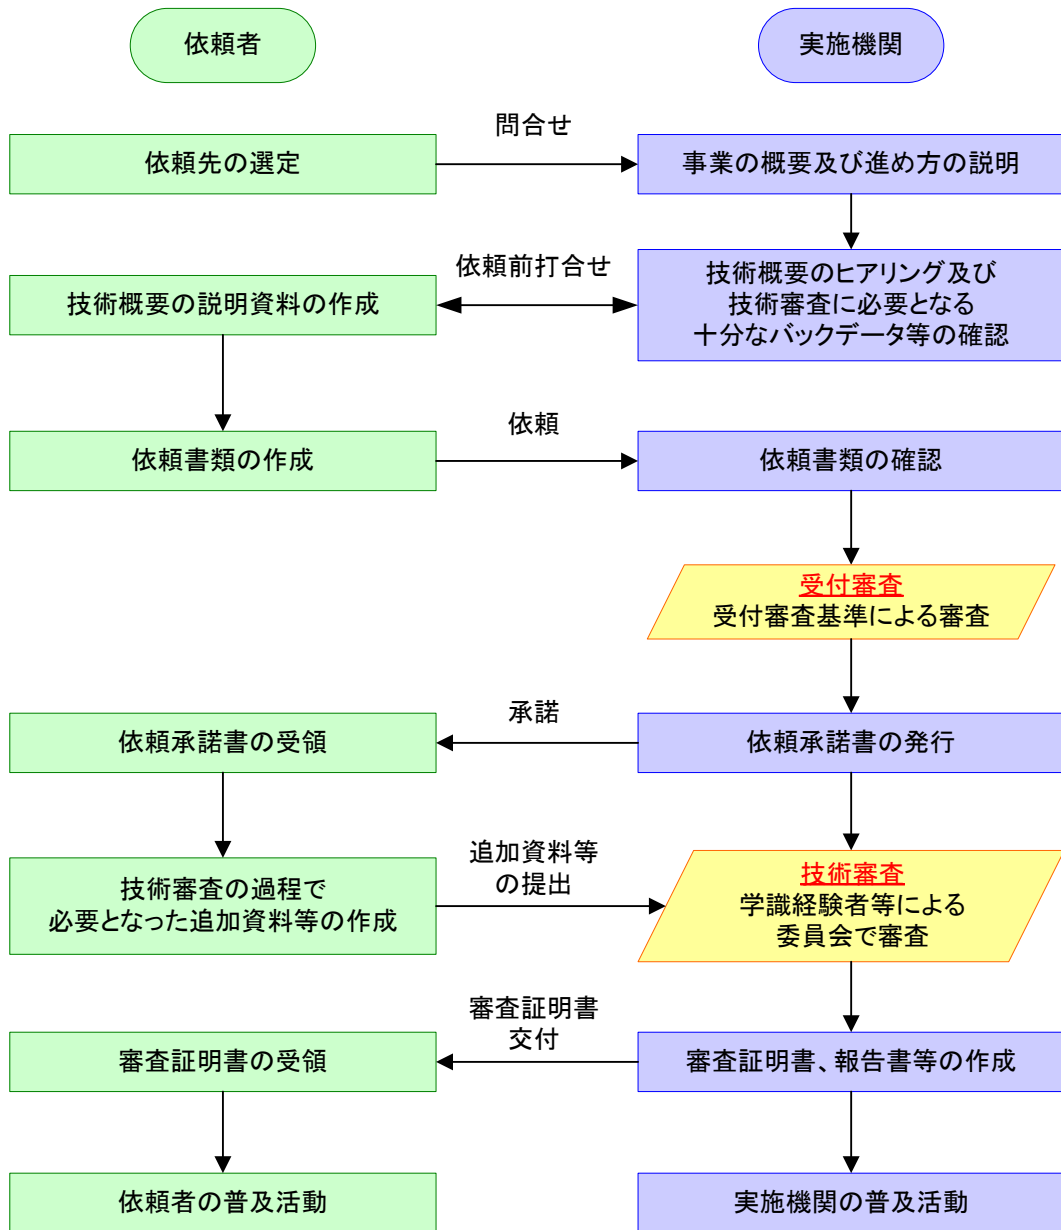 依頼者
実施機関
問合せ
依頼先の選定
事業の概要及び進め方の説明
依頼前打合せ
技術概要の説明資料の作成
技術概要のヒアリング及び
技術審査に必要となる
十分なバックデータ等の確認
依頼
依頼書類の作成
依頼書類の確認
受付審査
受付審査基準による審査
承諾
依頼承諾書の受領
依頼承諾書の発行
追加資料等
の提出
技術審査の過程で
必要となった追加資料等の作成
技術審査
学識経験者等による
委員会で審査
審査証明書
交付
審査証明書の受領
審査証明書、報告書等の作成
依頼者の普及活動
実施機関の普及活動